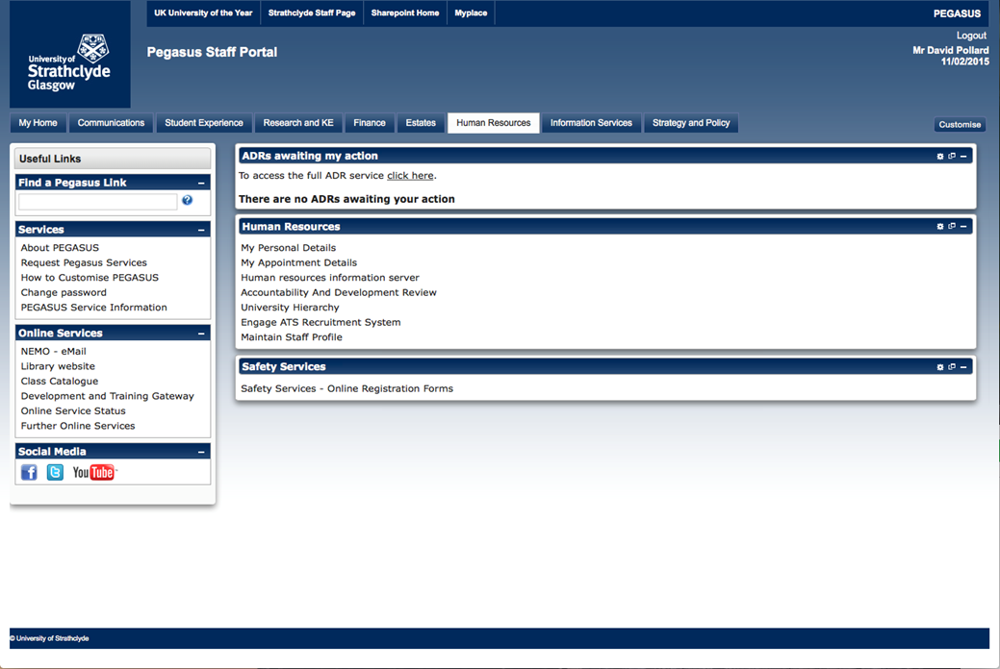 UK University of the Year
Strathclyde Staff Page
Sharepoint Home
Myplace
PEGASUS
University of
Strathclyde
Glasgow
Pegasus Staff Portal
Logout
Mr David Pollard
11/02/2015
My Home
Communications
Student Experience
Research and KE
Finance
Estates
Human Resources
Information Services
Strategy and Policy
Customise
Useful Links
Find a Pegasus Link
Services
About PEGASUS
Request Pegasus Services
How to Customise PEGASUS
Change password
PEGASUS Service Information
Online Services
NEMO - eMail
Library website
Class Catalogue
Development and Training Gateway
Online Service Status
Further Online Services
Social Media
You Tube
ADRs awaiting my action
To access the full ADR service click here.
There are no ADRs awaiting your action
Human Resources
My Personal Details
My Appointment Details
Human resources information server
Accountability And Development Review
University Hierarchy
Engage ATS Recruitment System
Maintain Staff Profile
Safety Services
Safety Services - Online Registration Forms
© University of Strathclyde